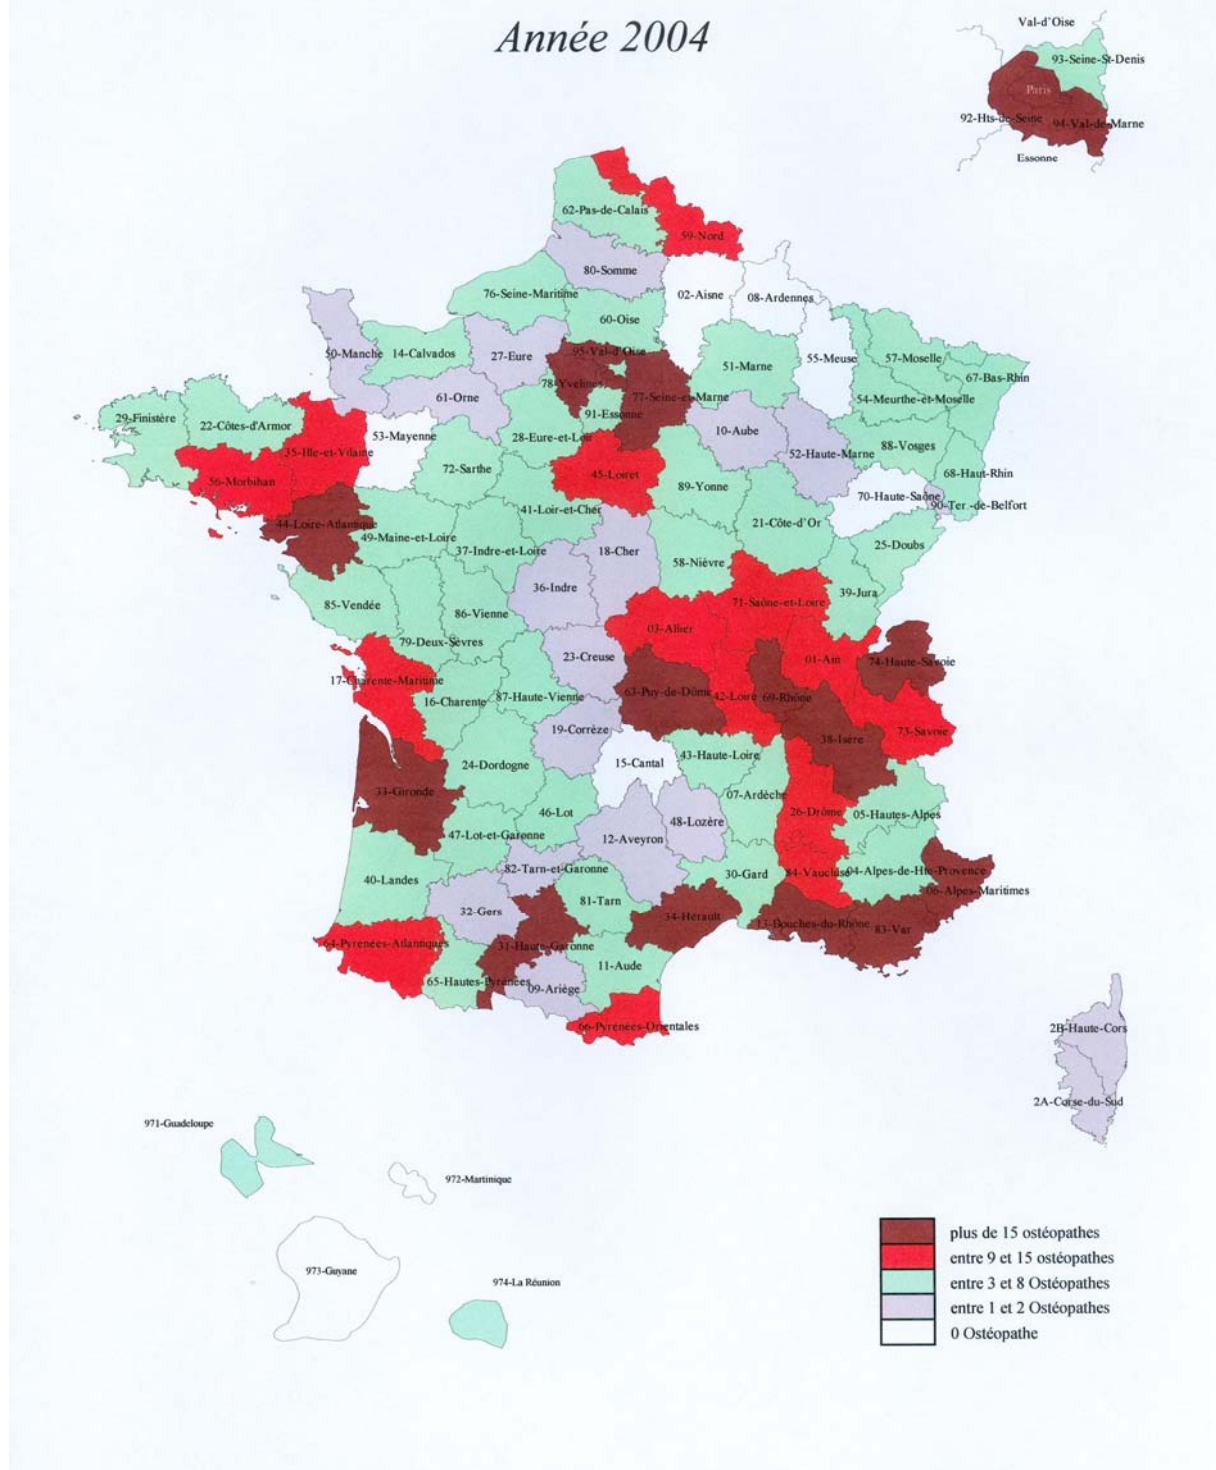 Année 2004
Val-d'Oise
93-Seine-St-Denis
Paris
92-Hts-de-Seine
94-Val-de-Marne
Essonne
62-Pas-de-Calais
59-Nord
80-Somme
02-Aisne
08-Ardennes
76-Seine-Maritime
60-Oise
50-Manche
14-Calvados
27-Eure
95-Val-d'Oise
51-Marne
55-Meuse
57-Moselle
67-Bas-Rhin
78-Yvelines
77-Seine-et-Marne
54-Meurthe-et-Moselle
61-Orne
91-Essonne
29-Finistère
22-Côtes-d'Armor
53-Mayenne
28-Eure-et-Loir
10-Aube
52-Haute-Marne
88-Vosges
35-Ille-et-Vilaine
72-Sarthe
45-Loiret
68-Haut-Rhin
56-Morbihan
89-Yonne
70-Haute-Saône
90-Ter.-de-Belfort
44-Loire-Atlantique
41-Loir-et-Cher
21-Côte-d'Or
49-Maine-et-Loire
37-Indre-et-Loire
18-Cher
58-Nièvre
25-Doubs
36-Indre
39-Jura
85-Vendée
86-Vienne
71-Saône-et-Loire
79-Deux-Sèvres
03-Allier
23-Creuse
01-Ain
74-Haute-Savoie
17-Charente-Maritime
16-Charente
87-Haute-Vienne
63-Puy-de-Dôme
42-Loire
69-Rhône
19-Corrèze
73-Savoie
38-Isère
24-Dordogne
15-Cantal
43-Haute-Loire
33-Gironde
07-Ardèche
46-Lot
26-Drôme
05-Hautes-Alpes
48-Lozère
47-Lot-et-Garonne
12-Aveyron
82-Tarn-et-Garonne
30-Gard
84-Vaucluse
04-Alpes-de-Hte-Provence
40-Landes
06-Alpes-Maritimes
81-Tarn
32-Gers
34-Hérault
13-Bouches-du-Rhône
83-Var
64-Pyrenées-Atlantiques
31-Haute-Garonne
11-Aude
65-Hautes-Pyrenées
09-Ariége
66-Pyrenées-Orientales
2B-Haute-Cors
2A-Corse-du-Sud
971-Guadeloupe
972-Martinique
973-Guyane
974-La Réunion
plus de 15 ostéopathes
entre 9 et 15 ostéopathes
entre 3 et 8 Ostéopathes
entre 1 et 2 Ostéopathes
0 Ostéopathe